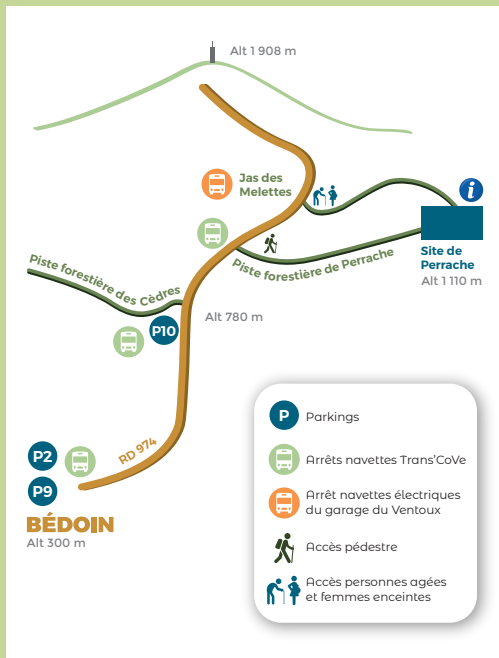 Alt 1 908 m
Jas des
Melettes
i
Site de
Perrache
Alt 1 110 m
Piste forestière de Perrache
Piste forestière des Cèdres
P10
Alt 780 m
RD 974
P2
P9
BÉDOIN
Alt 300 m
P
Parkings
Arrêts navettes Trans'CoVe
Arrêt navettes électriques
du garage du Ventoux
Accès pédestre
Accès personnes agées
et femmes enceintes